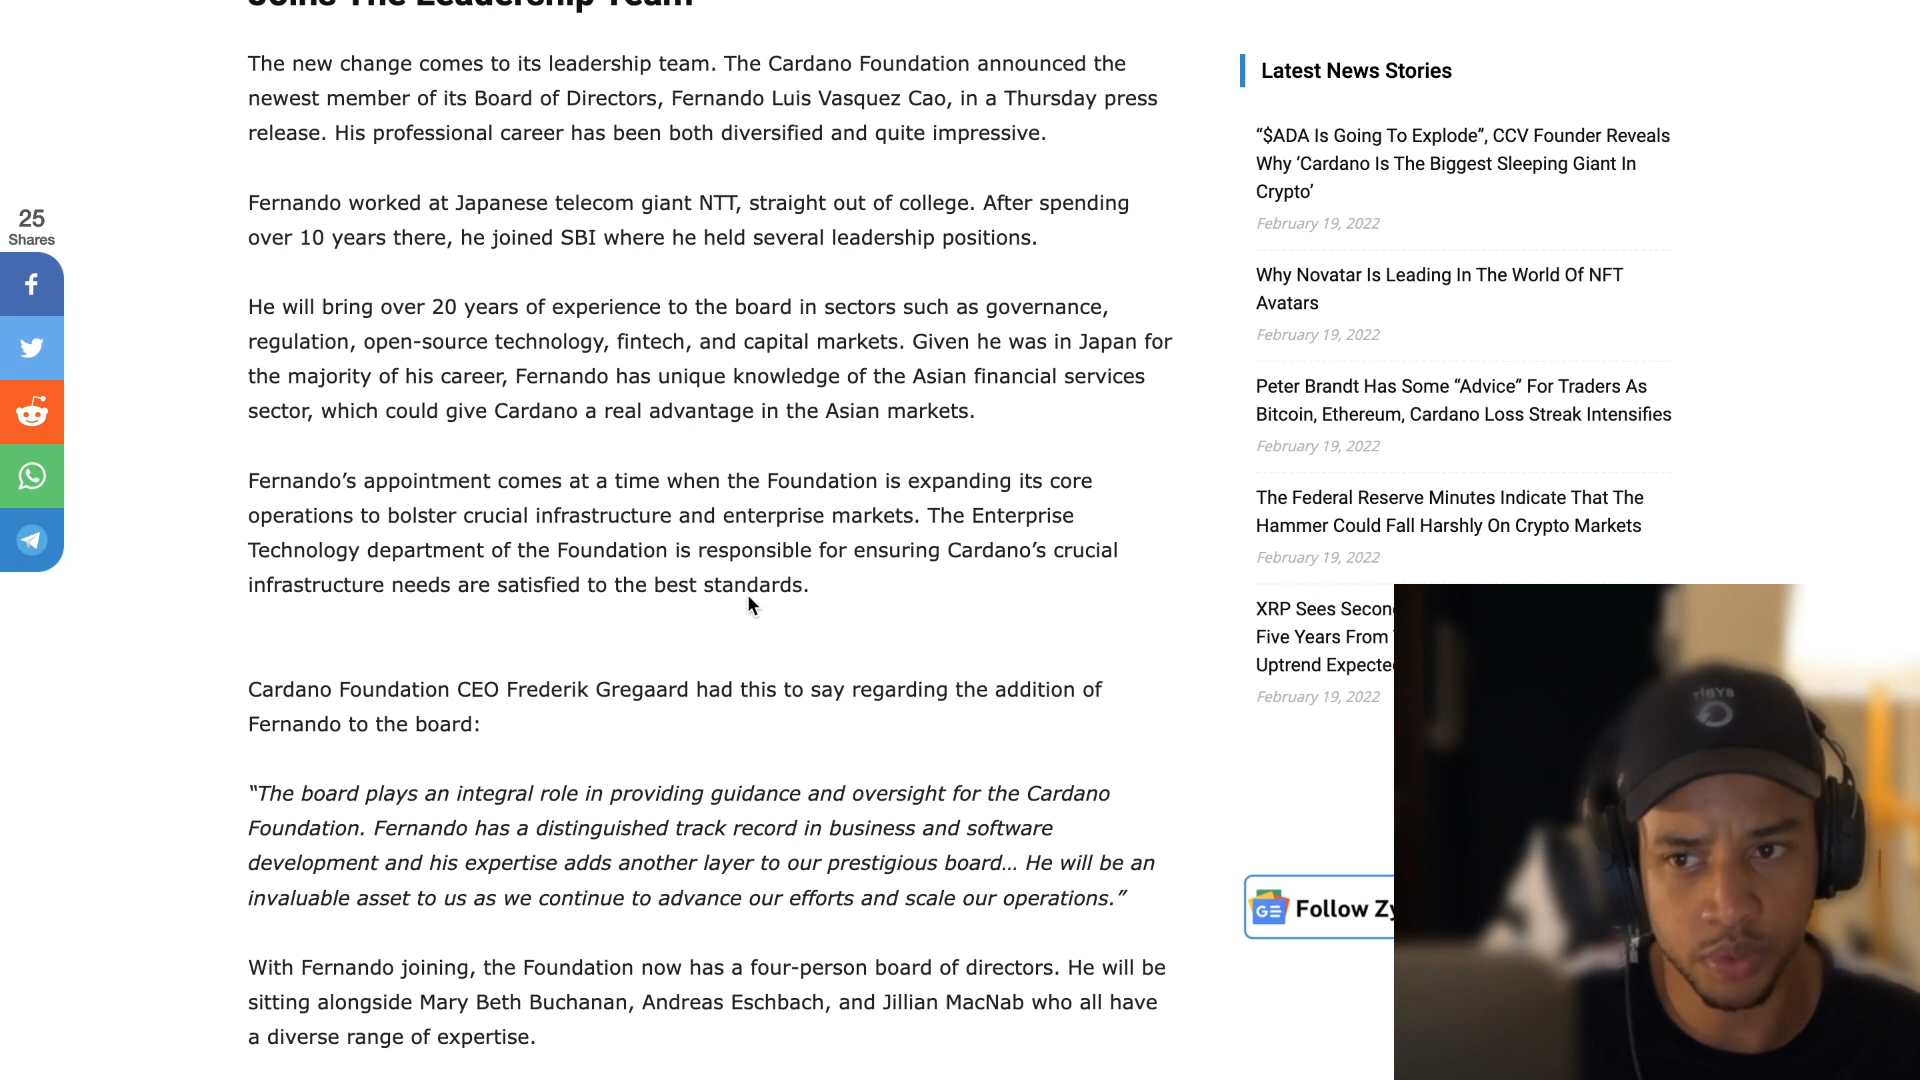 Joins The Leadership Team
The new change comes to its leadership team. The Cardano Foundation announced the
newest member of its Board of Directors, Fernando Luis Vasquez Cao, in a Thursday press
release. His professional career has been both diversified and quite impressive.
Fernando worked at Japanese telecom giant NTT, straight out of college. After spending
over 10 years there, he joined SBI where he held several leadership positions.
He will bring over 20 years of experience to the board in sectors such as governance,
regulation, open-source technology, fintech, and capital markets. Given he was in Japan for
the majority of his career, Fernando has unique knowledge of the Asian financial services
sector, which could give Cardano a real advantage in the Asian markets.
Fernando’s appointment comes at a time when the Foundation is expanding its core
operations to bolster crucial infrastructure and enterprise markets. The Enterprise
Technology department of the Foundation is responsible for ensuring Cardano’s crucial
infrastructure needs are satisfied to the best standards.
Cardano Foundation CEO Frederik Gregaard had this to say regarding the addition of
Fernando to the board:
“The board plays an integral role in providing guidance and oversight for the Cardano
Foundation. Fernando has a distinguished track record in business and software
development and his expertise adds another layer to our prestigious board… He will be an
invaluable asset to us as we continue to advance our efforts and scale our operations.”
With Fernando joining, the Foundation now has a four-person board of directors. He will be
sitting alongside Mary Beth Buchanan, Andreas Eschbach, and Jillian MacNab who all have
a diverse range of expertise.
25
Shares
Latest News Stories
“$ADA Is Going To Explode”, CCV Founder Reveals
Why ‘Cardano Is The Biggest Sleeping Giant In
Crypto’
February 19, 2022
Why Novatar Is Leading In The World Of NFT
Avatars
February 19, 2022
Peter Brandt Has Some “Advice” For Traders As
Bitcoin, Ethereum, Cardano Loss Streak Intensifies
February 19, 2022
The Federal Reserve Minutes Indicate That The
Hammer Could Fall Harshly On Crypto Markets
February 19, 2022
XRP Sees
Five Years From
Uptrend
February 19, 2022
GE Follow